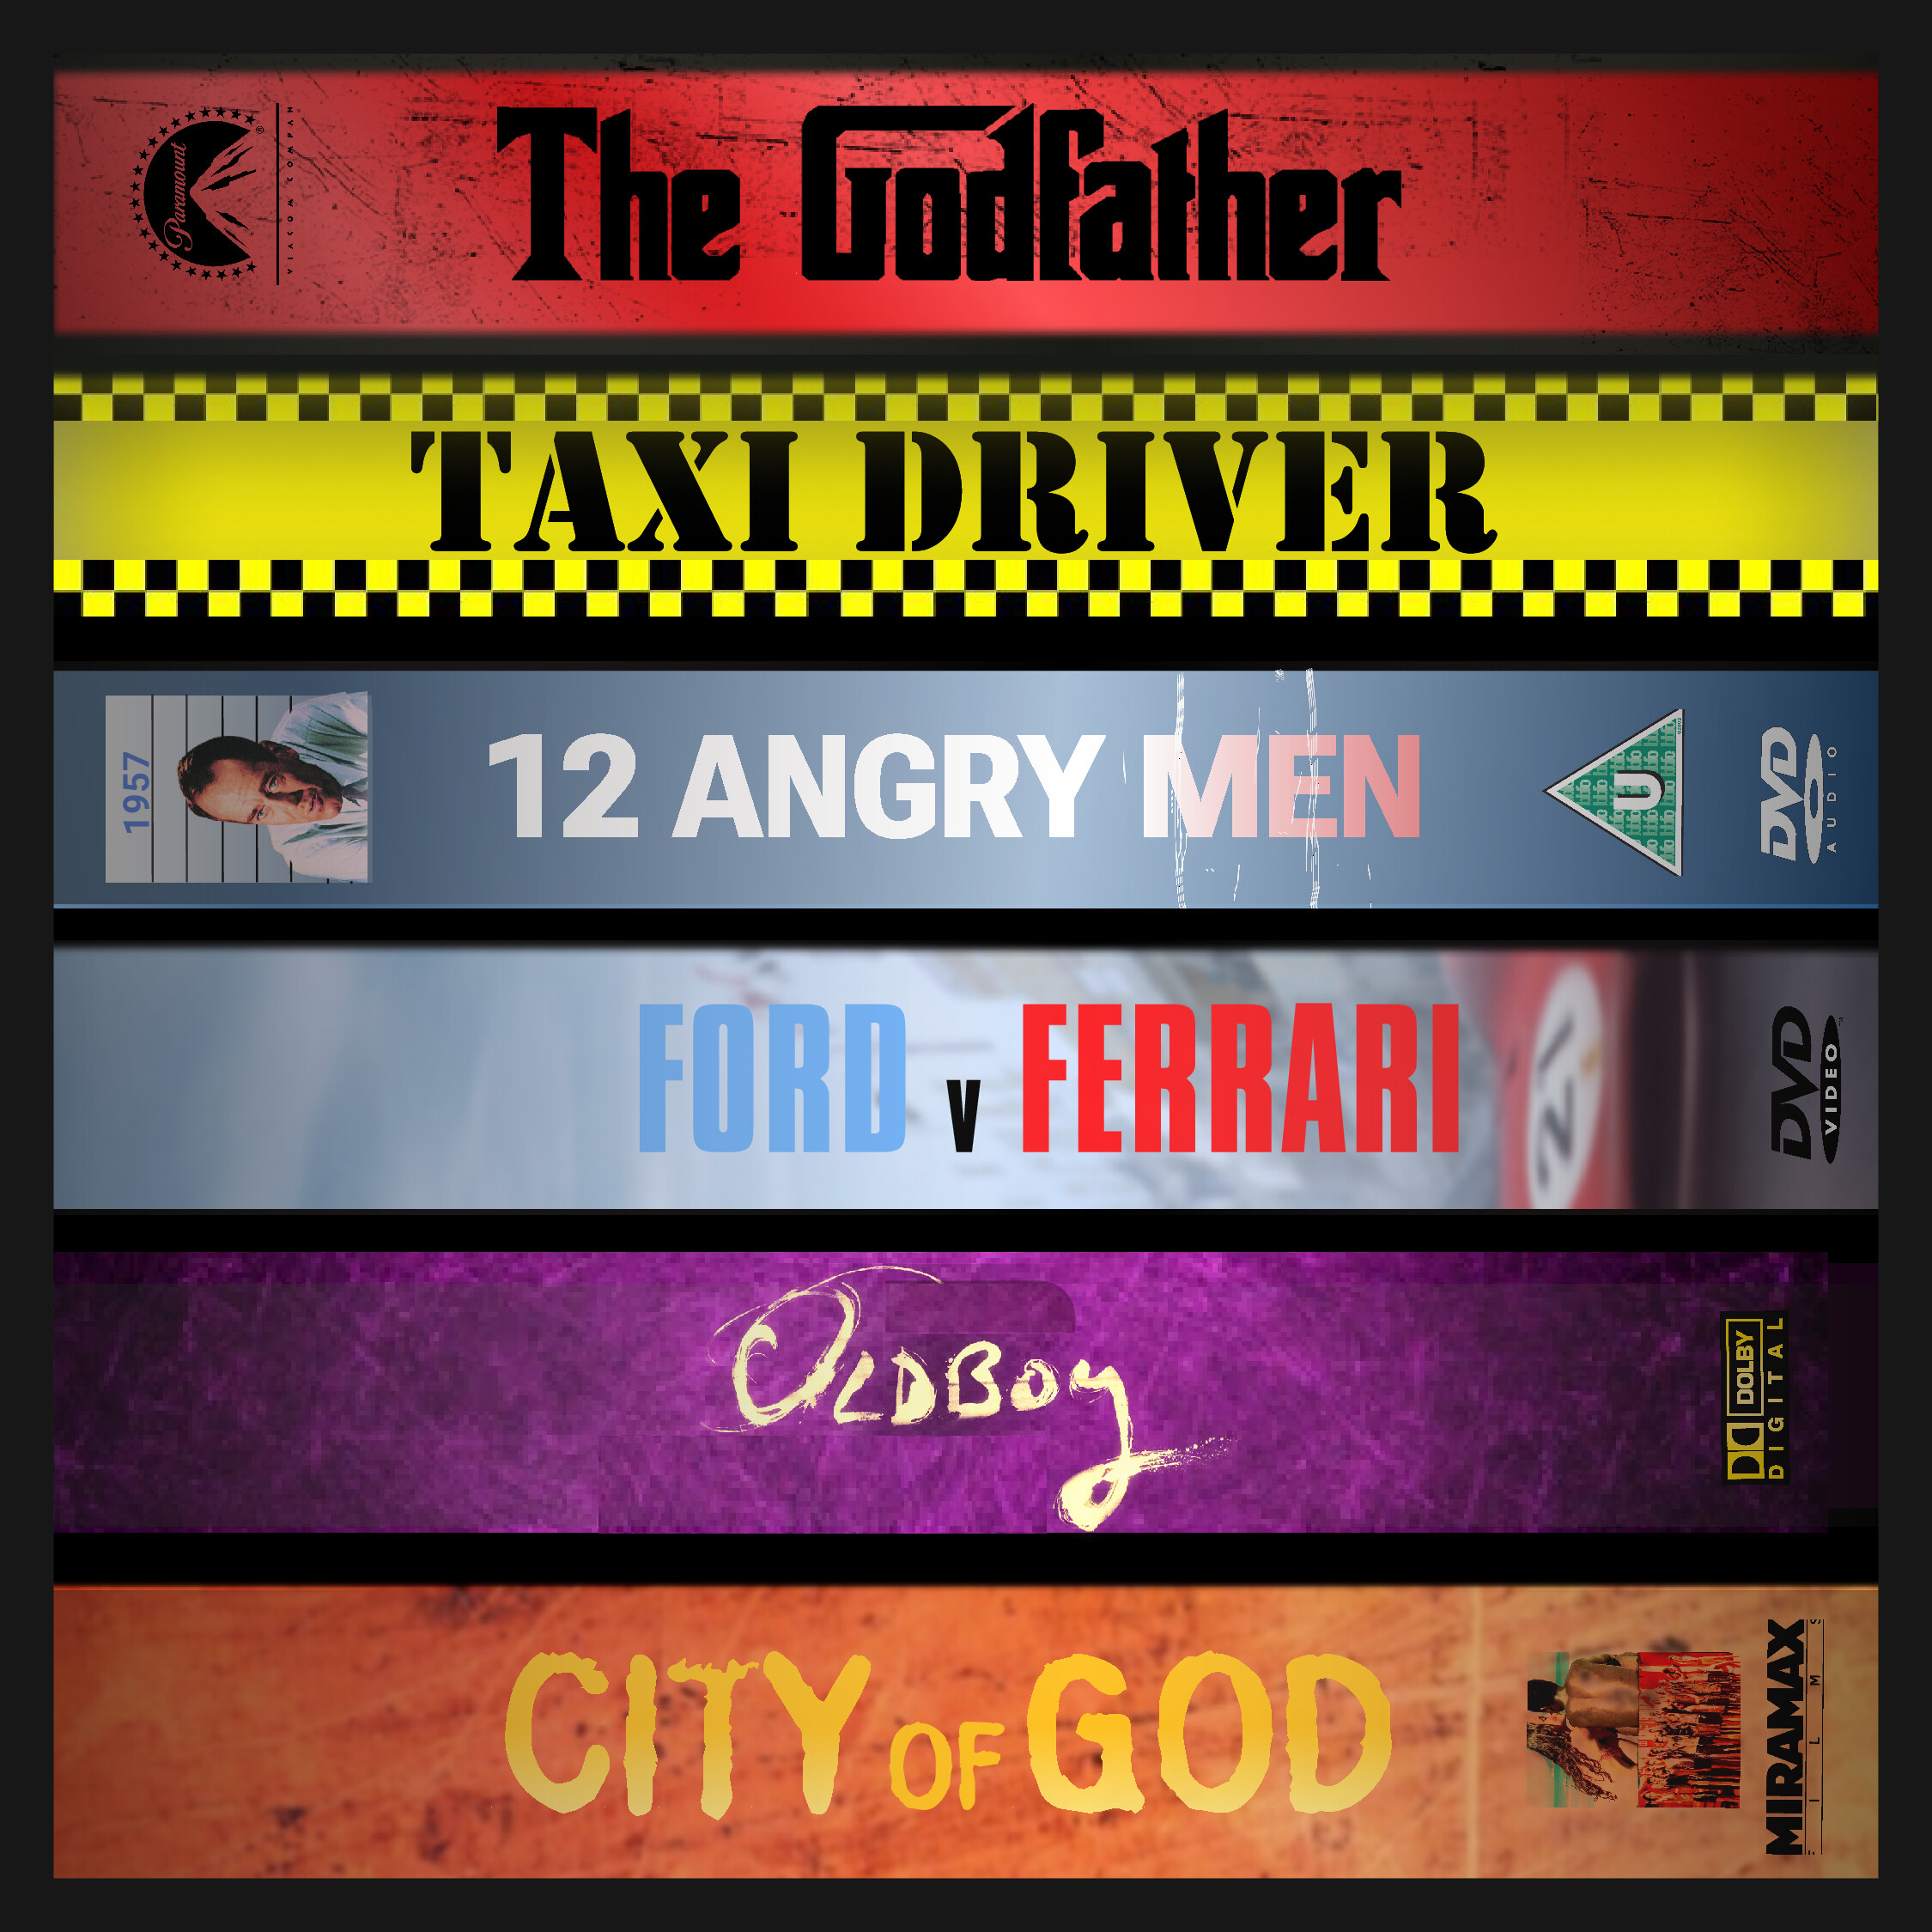 Paramount
®
A VIACOM COMPANY
The Godfather
TAXI DRIVER
1957
12 ANGRY MEN
U
DVD
AUDIO
FORD v FERRARI
21
DVD
VIDEO
OLDBOY
DOLBY
DIGITAL
CITY OF GOD
MIRAMAX
FILMS